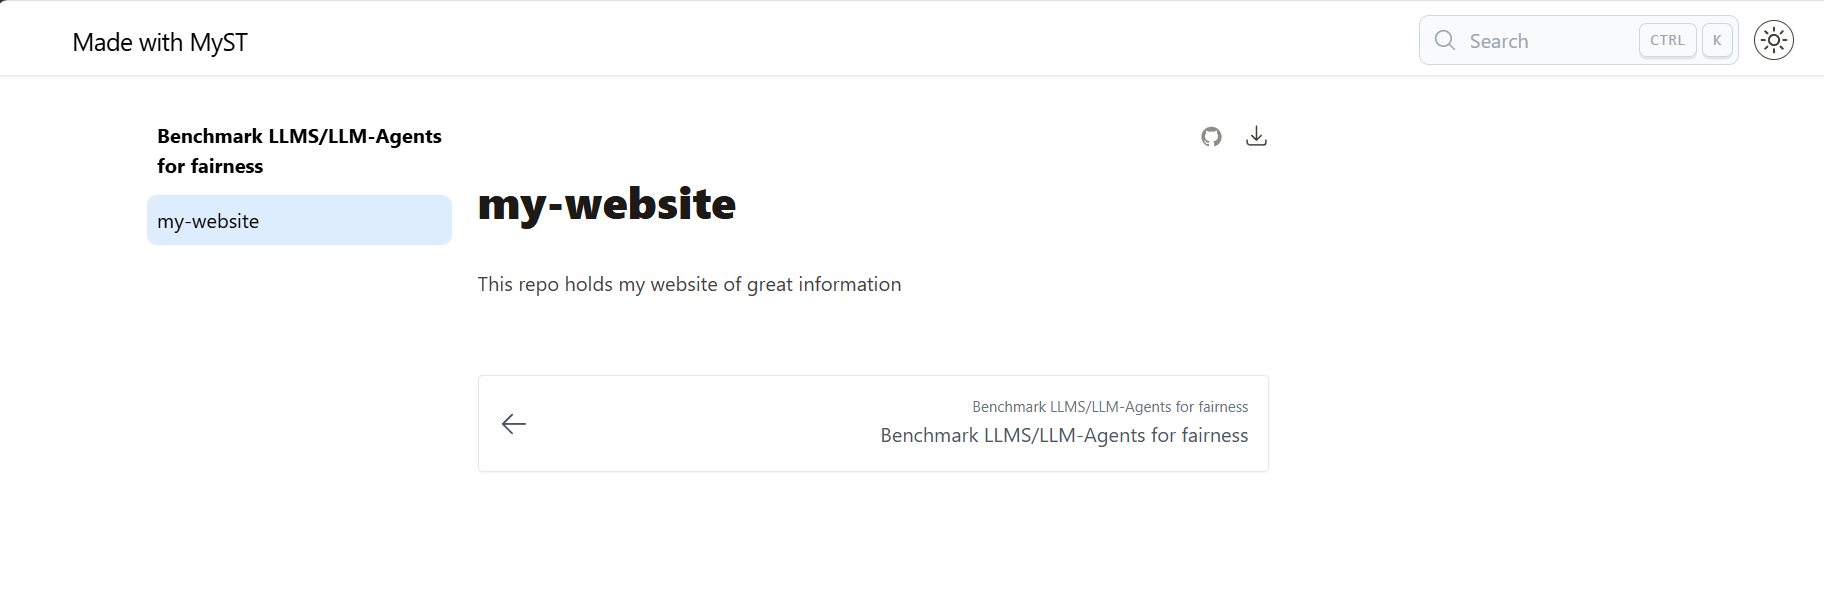 Made with MyST
Search
CTRL
K
Benchmark LLMS/LLM-Agents
for fairness
my-website
my-website
This repo holds my website of great information
Benchmark LLMS/LLM-Agents for fairness
Benchmark LLMS/LLM-Agents for fairness